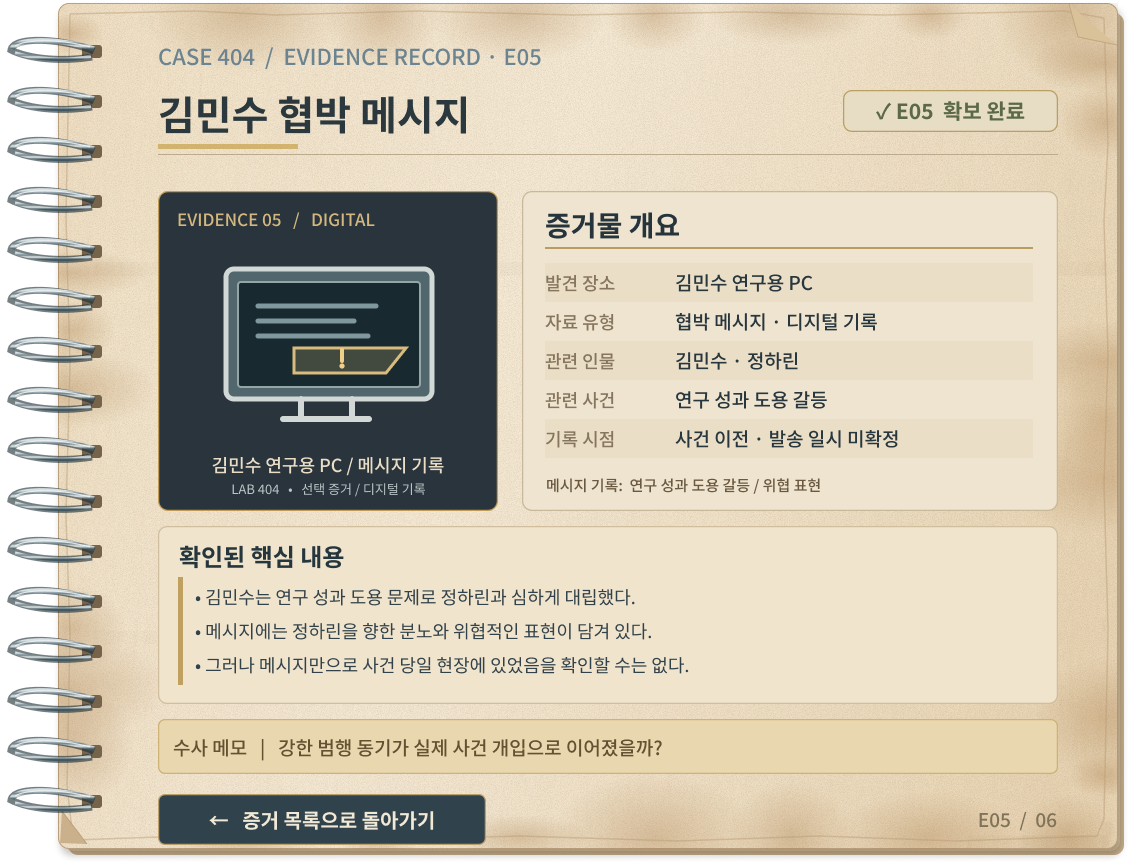 CASE 404 / EVIDENCE RECORD · E05
김민수 협박 메시지
✓ E05 확보 완료
EVIDENCE 05 / DIGITAL
!
김민수 연구용 PC / 메시지 기록
LAB 404 • 선택 증거 / 디지털 기록
증거물 개요
발견 장소 김민수 연구용 PC
자료 유형 협박 메시지 · 디지털 기록
관련 인물 김민수 · 정하린
관련 사건 연구 성과 도용 갈등
기록 시점 사건 이전 · 발송 일시 미확정
메시지 기록: 연구 성과 도용 갈등 / 위협 표현
확인된 핵심 내용
• 김민수는 연구 성과 도용 문제로 정하린과 심하게 대립했다.
• 메시지에는 정하린을 향한 분노와 위협적인 표현이 담겨 있다.
• 그러나 메시지만으로 사건 당일 현장에 있었음을 확인할 수는 없다.
수사 메모 | 강한 범행 동기가 실제 사건 개입으로 이어졌을까?
← 증거 목록으로 돌아가기
E05 / 06